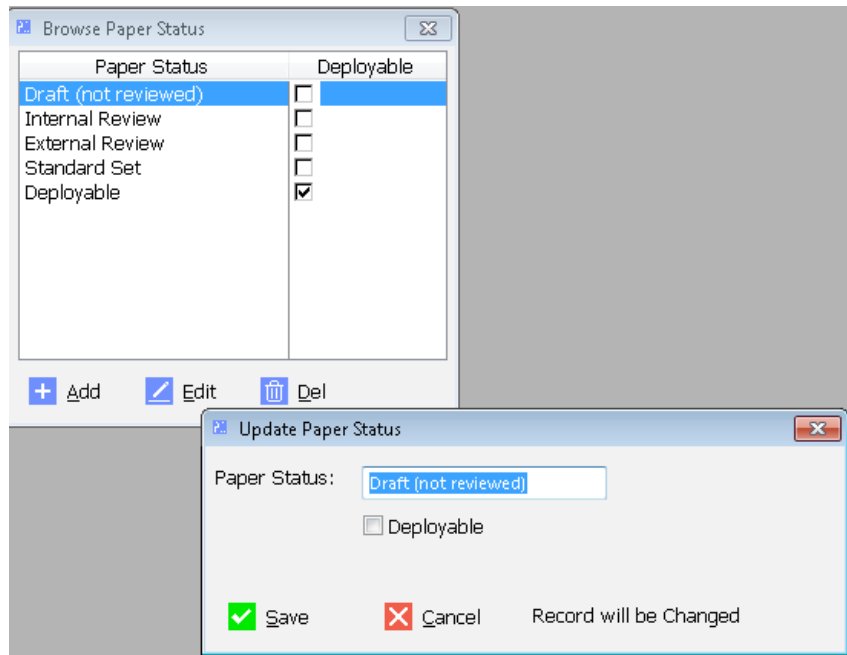 Browse Paper Status
Paper Status Deployable
Draft (not reviewed)
Internal Review
External Review
Standard Set
Deployable
Add Edit Del
Update Paper Status
Paper Status: Draft (not reviewed)
Deployable
Save Cancel Record will be Changed